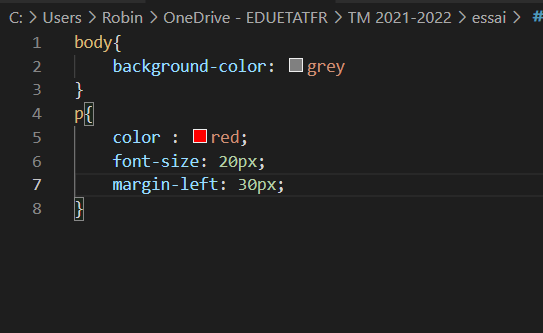 C: > Users > Robin > OneDrive - EDUETATFR > TM 2021-2022 > essai > #
1 body{
2 background-color: grey
3 }
4 p{
5 color : red;
6 font-size: 20px;
7 margin-left: 30px;
8 }